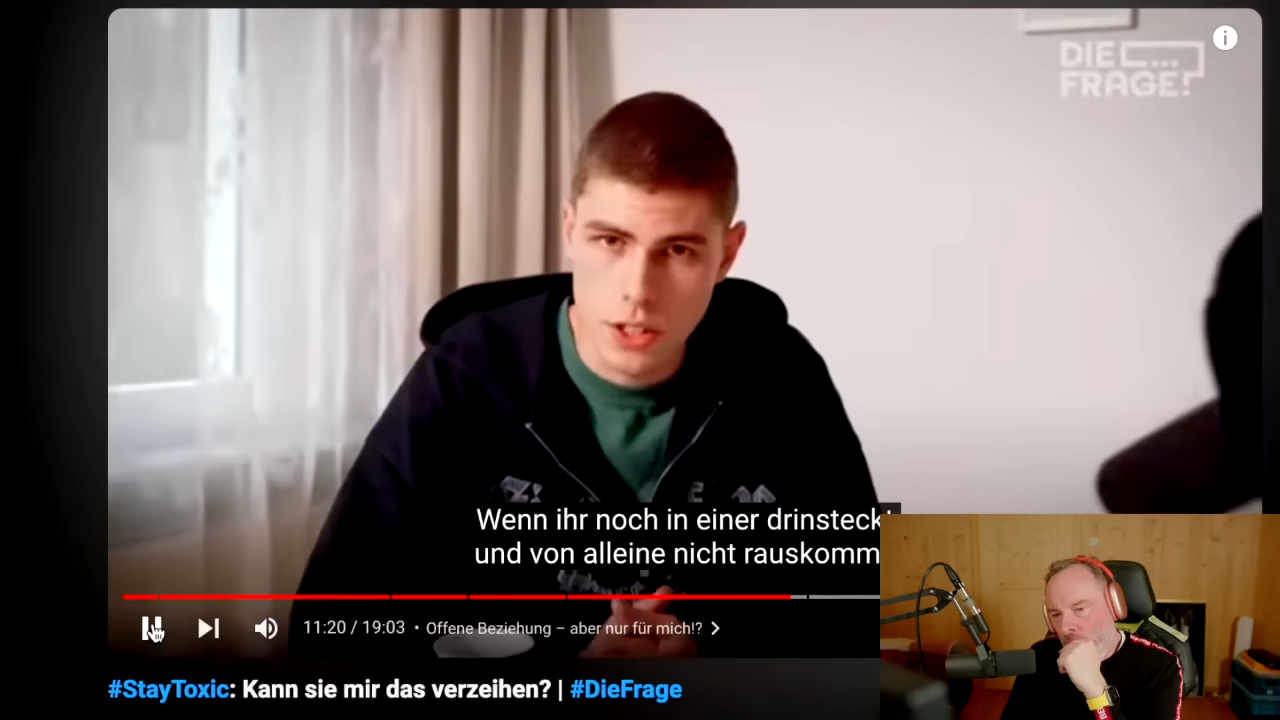 DIE
FRAGE!
Wenn ihr noch in einer drinsteckt
und von alleine nicht rauskomm
11:20 / 19:03 • Offene Beziehung – aber nur für mich!?
#StayToxic: Kann sie mir das verzeihen? | #DieFrage